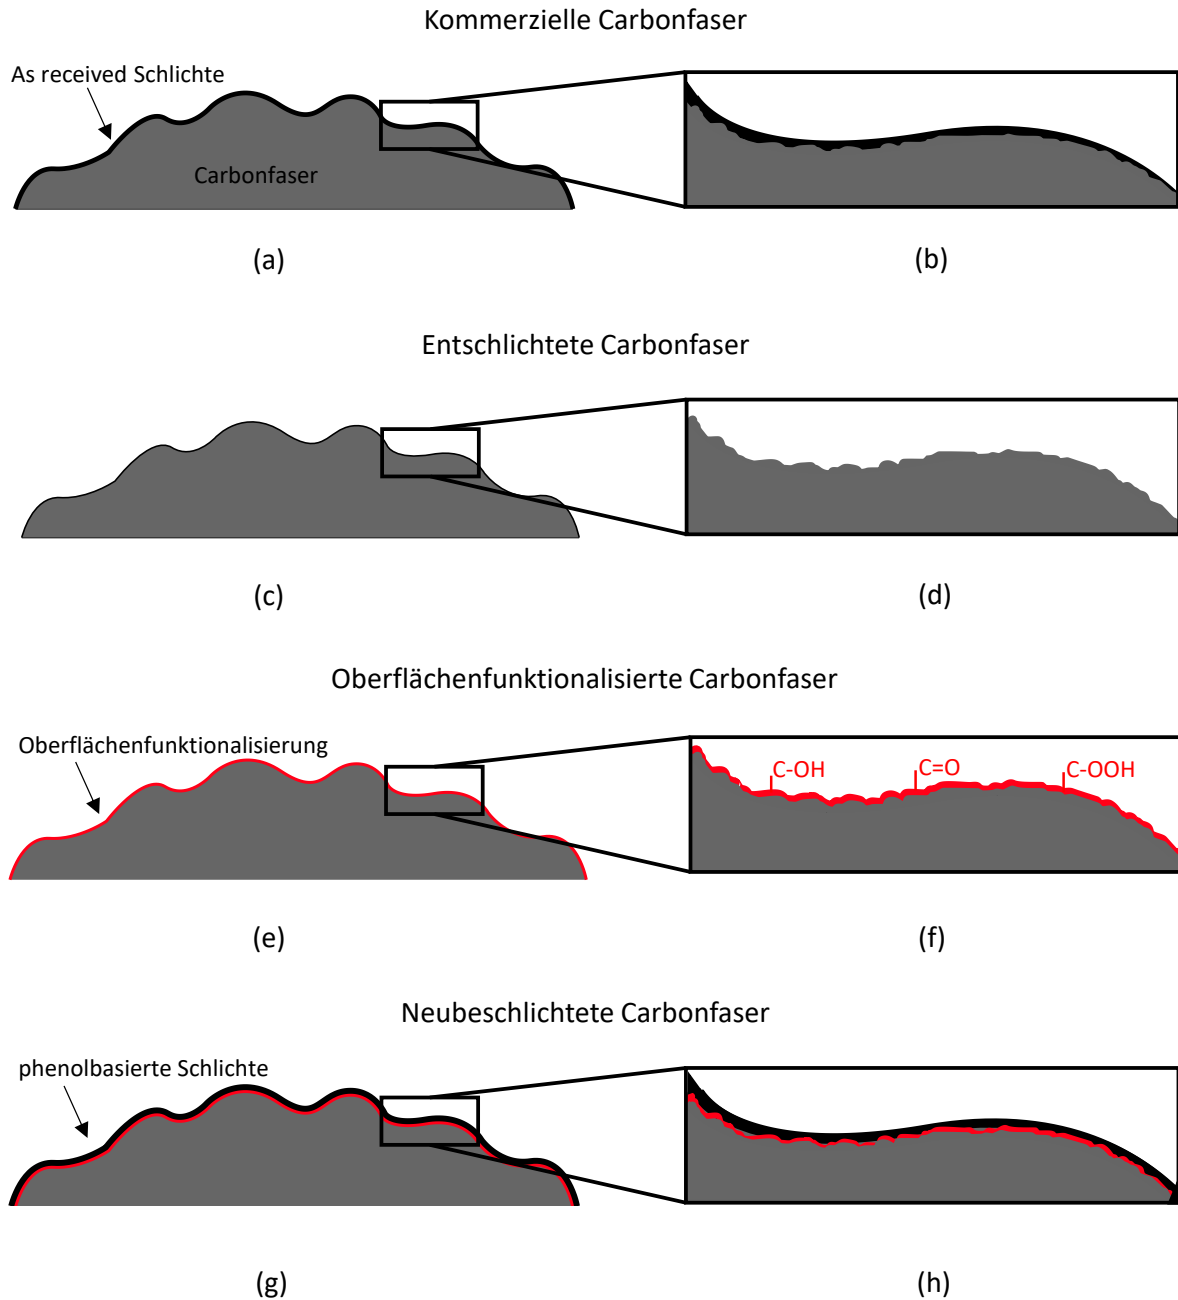 Kommerzielle Carbonfaser
As received Schlichte
Carbonfaser
(a)
(b)
Entschlichtete Carbonfaser
(c)
(d)
Oberflächenfunktionalisierte Carbonfaser
Oberflächenfunktionalisierung
C-OH
C=O
C-OOH
(e)
(f)
Neubeschlichtete Carbonfaser
phenolbasierte Schlichte
(g)
(h)